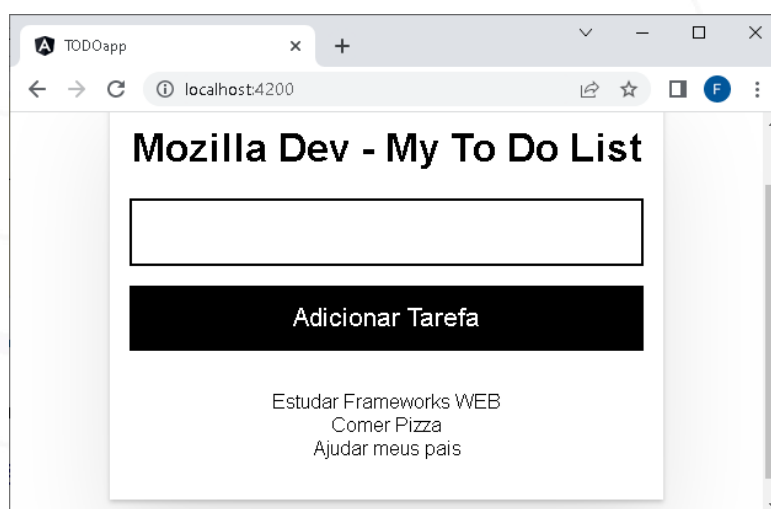 TODOapp
localhost:4200
F
Mozilla Dev - My To Do List
Adicionar Tarefa
Estudar Frameworks WEB
Comer Pizza
Ajudar meus pais